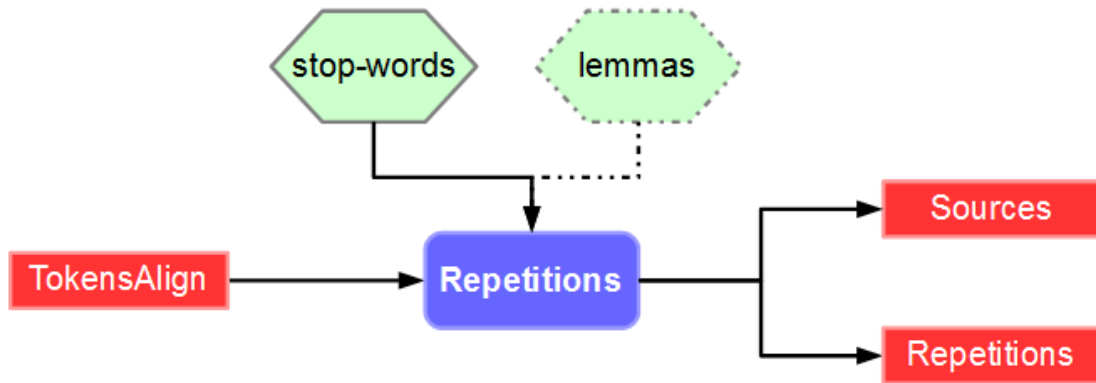 stop-words
lemmas
Sources
TokensAlign
Repetitions
Repetitions